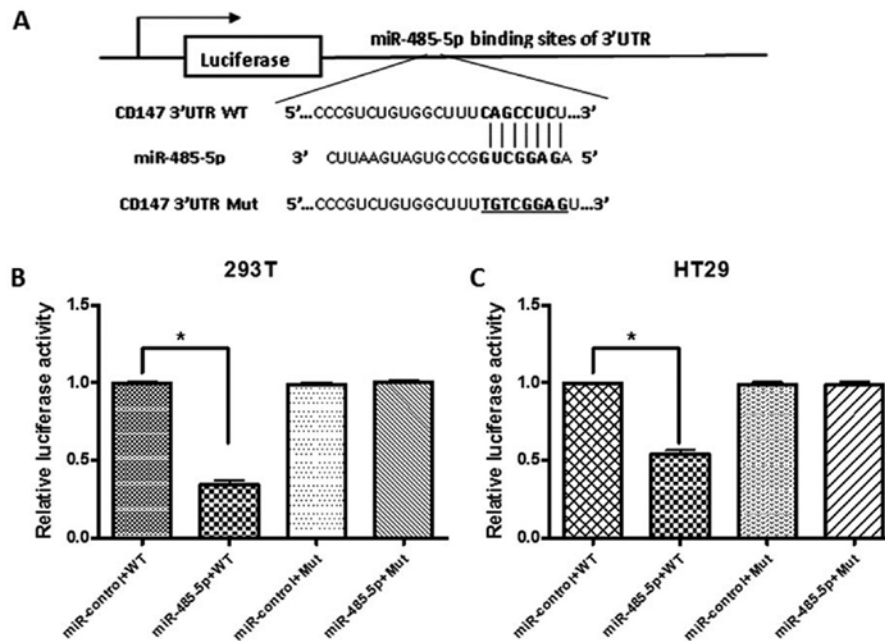 A
miR-485-5p binding sites of 3'UTR
Luciferase
CD147 3'UTR WT 5'...CCCGUCUGUGGCUUUCAGCCUCU...3'
miR-485-5p 3' CUUAAGUAGUGCCGGUCGGAGA 5'
CD147 3'UTR Mut 5'...CCCGUCUGUGGCUUUTGTCGGAGU...3'
B
293T
Relative luciferase activity
1.5
1.0
0.5
0.0
*
miR-control+WT
miR-485.5p+WT
miR-control+Mut
miR-485.5p+Mut
C
HT29
Relative luciferase activity
1.5
1.0
0.5
0.0
*
miR-control+WT
miR-485.5p+WT
miR-control+Mut
miR-485.5p+Mut